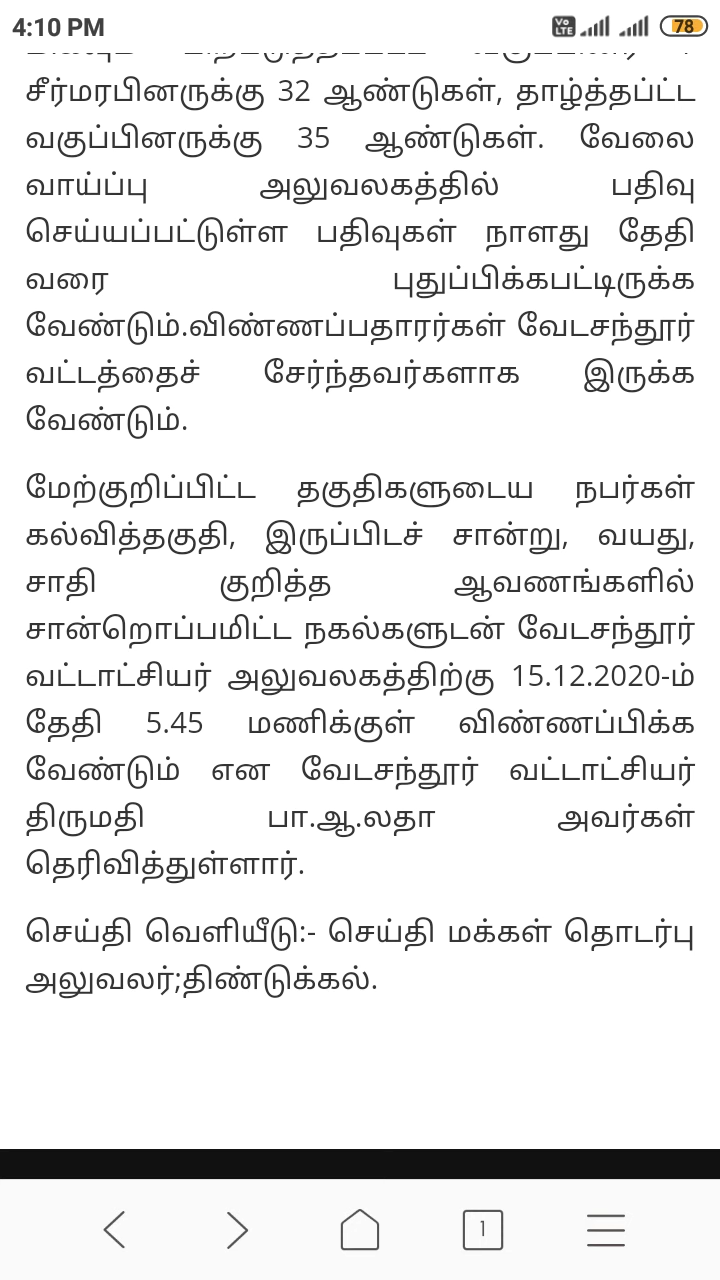 4:10 PM
Vo LTE 78
சீர்மரபினருக்கு 32 ஆண்டுகள், தாழ்த்தப்ட்ட
வகுப்பினருக்கு 35 ஆண்டுகள். வேலை
வாய்ப்பு அலுவலகத்தில் பதிவு
செய்யப்பட்டுள்ள பதிவுகள் நாளது தேதி
வரை புதுப்பிக்கபட்டிருக்க
வேண்டும்.விண்ணப்பதாரர்கள் வேடசந்தூர்
வட்டத்தைச் சேர்ந்தவர்களாக இருக்க
வேண்டும்.
மேற்குறிப்பிட்ட தகுதிகளுடைய நபர்கள்
கல்வித்தகுதி, இருப்பிடச் சான்று, வயது,
சாதி குறித்த ஆவணங்களில்
சான்றொப்பமிட்ட நகல்களுடன் வேடசந்தூர்
வட்டாட்சியர் அலுவலகத்திற்கு 15.12.2020-ம்
தேதி 5.45 மணிக்குள் விண்ணப்பிக்க
வேண்டும் என வேடசந்தூர் வட்டாட்சியர்
திருமதி பா.ஆ.லதா அவர்கள்
தெரிவித்துள்ளார்.
செய்தி வெளியீடு:- செய்தி மக்கள் தொடர்பு
அலுவலர்;திண்டுக்கல்.
1